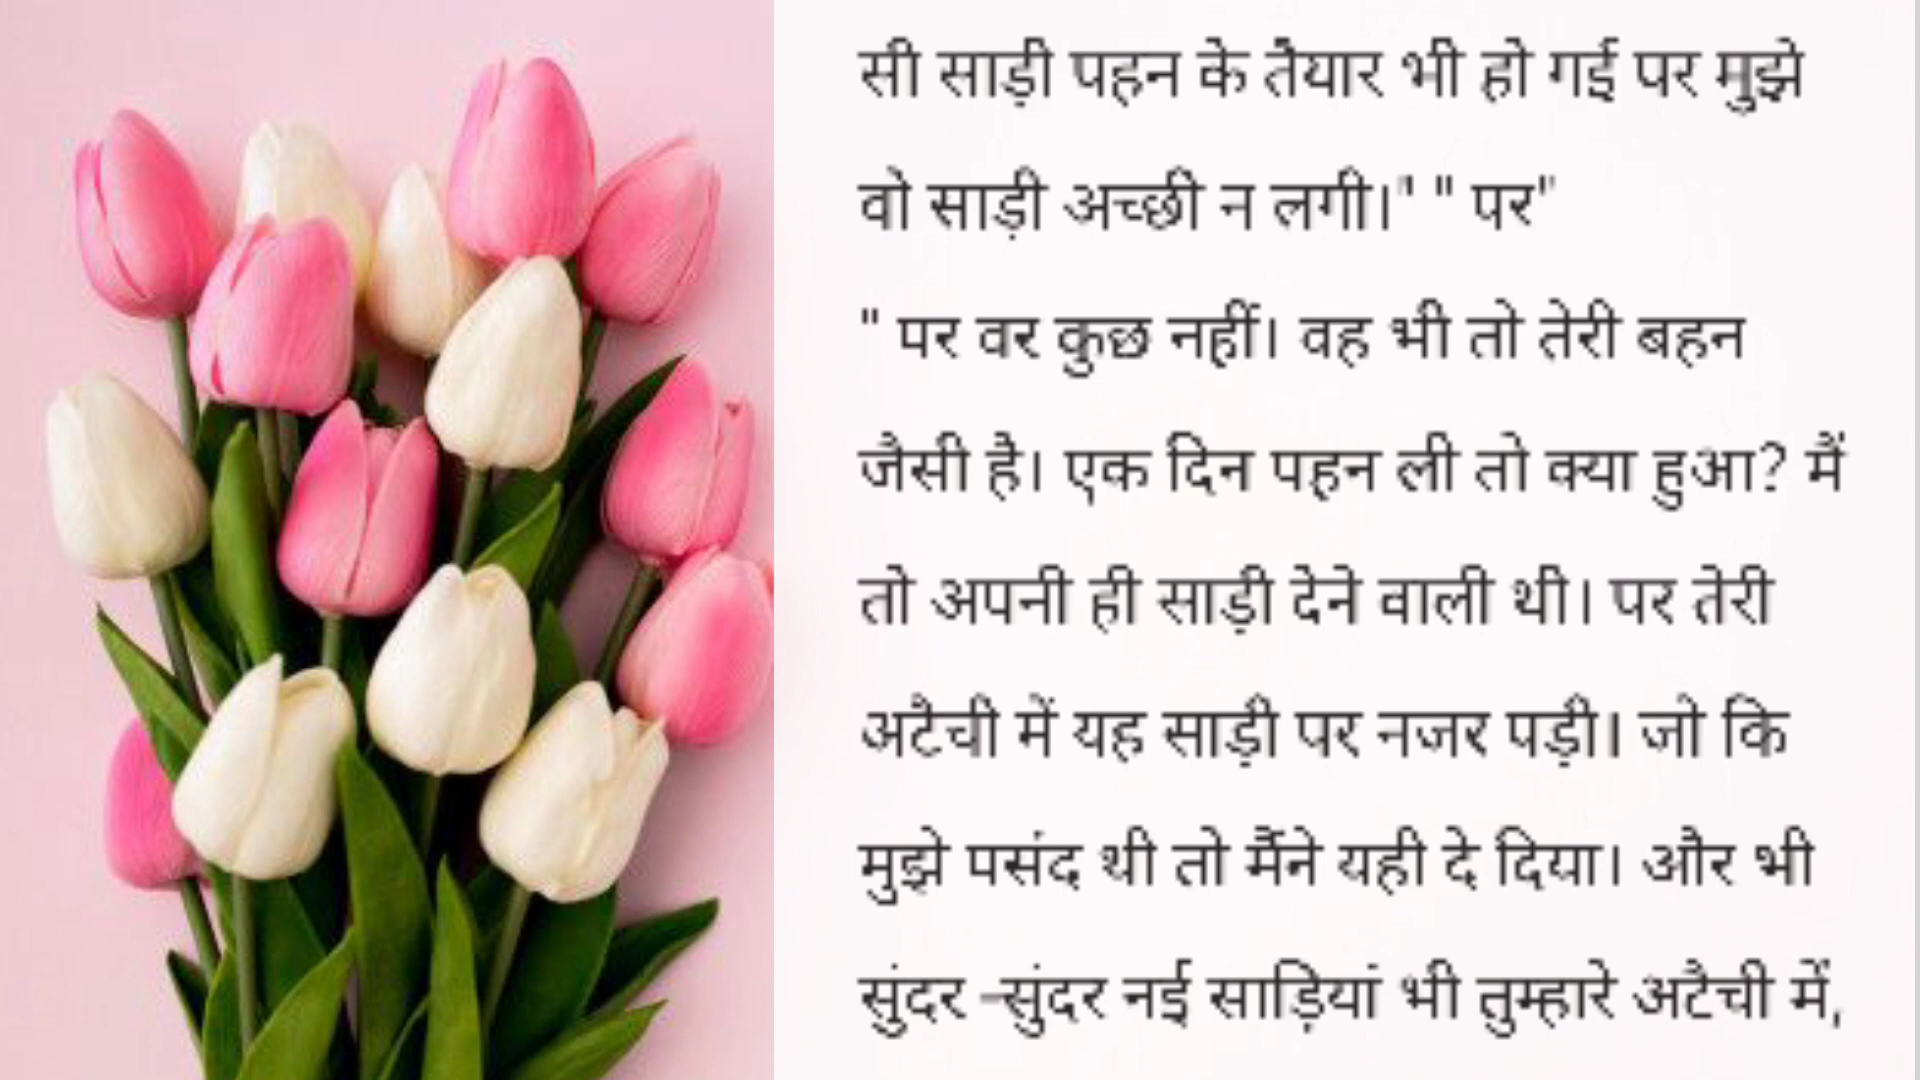 सी साड़ी पहन के तैयार भी हो गई पर मुझे
वो साड़ी अच्छी न लगी।" " पर"
" पर वर कुछ नहीं। वह भी तो तेरी बहन
जैसी है। एक दिन पहन ली तो क्या हुआ? मैं
तो अपनी ही साड़ी देने वाली थी। पर तेरी
अटैची में यह साड़ी पर नजर पड़ी। जो कि
मुझे पसंद थी तो मैंने यही दे दिया। और भी
सुंदर -सुंदर नई साड़ियां भी तुम्हारे अटैची में,